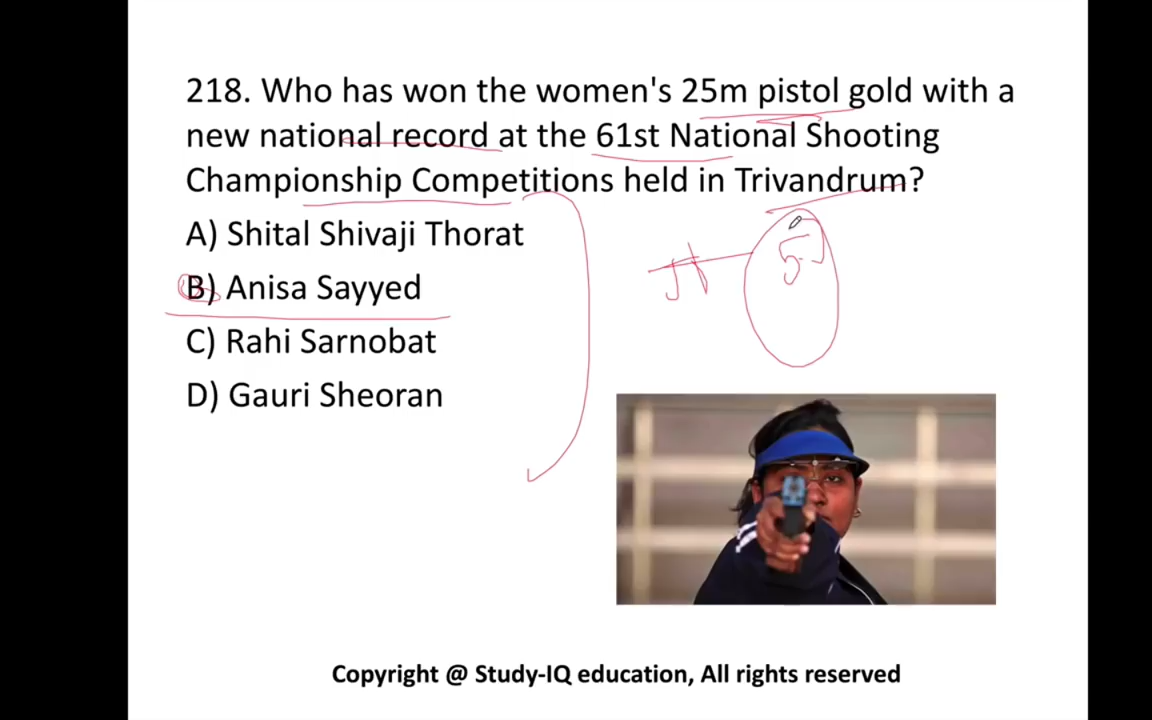 218. Who has won the women's 25m pistol gold with a
new national record at the 61st National Shooting
Championship Competitions held in Trivandrum?
A) Shital Shivaji Thorat
B) Anisa Sayyed
C) Rahi Sarnobat
D) Gauri Sheoran
Copyright @ Study-IQ education, All rights reserved